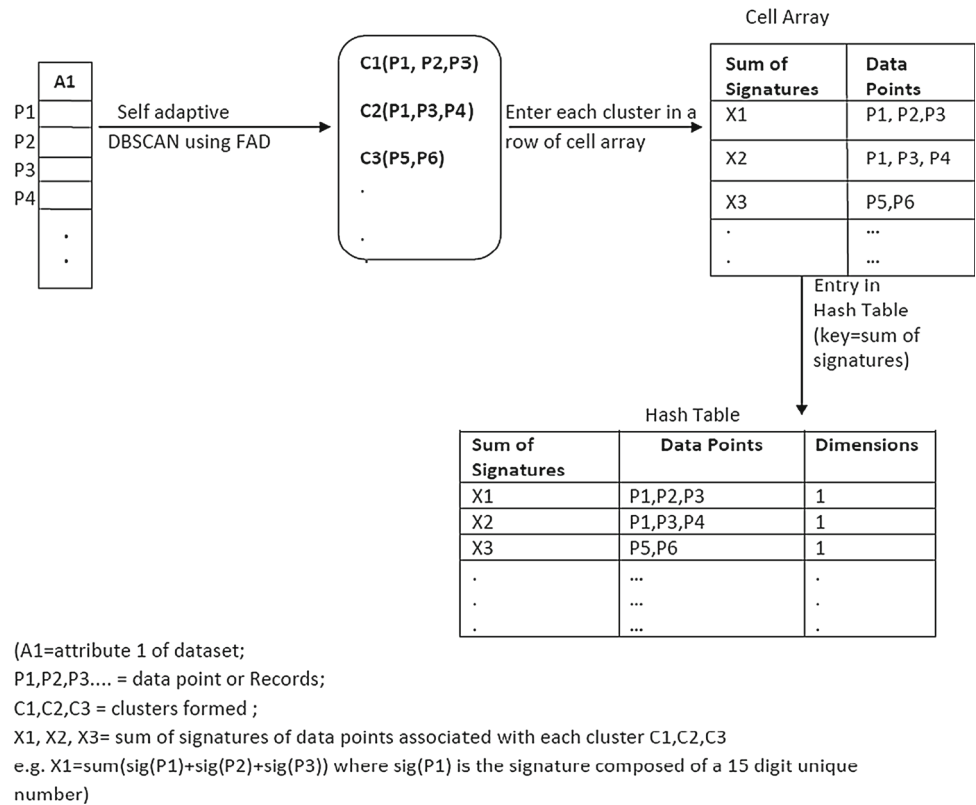 Cell Array
A1
P1
P2
P3
P4
.
.
Self adaptive
DBSCAN using FAD
C1(P1, P2,P3)
C2(P1,P3,P4)
C3(P5,P6)
.
.
.
Enter each cluster in a
row of cell array
Sum of Signatures Data Points
X1 P1, P2,P3
X2 P1, P3, P4
X3 P5,P6
. ...
. ...
Entry in
Hash Table
(key=sum of
signatures)
Hash Table
Sum of Signatures Data Points Dimensions
X1 P1,P2,P3 1
X2 P1,P3,P4 1
X3 P5,P6 1
. ... .
. ... .
. ... .
(A1=attribute 1 of dataset;
P1,P2,P3.... = data point or Records;
C1,C2,C3 = clusters formed ;
X1, X2, X3= sum of signatures of data points associated with each cluster C1,C2,C3
e.g. X1=sum(sig(P1)+sig(P2)+sig(P3)) where sig(P1) is the signature composed of a 15 digit unique
number)